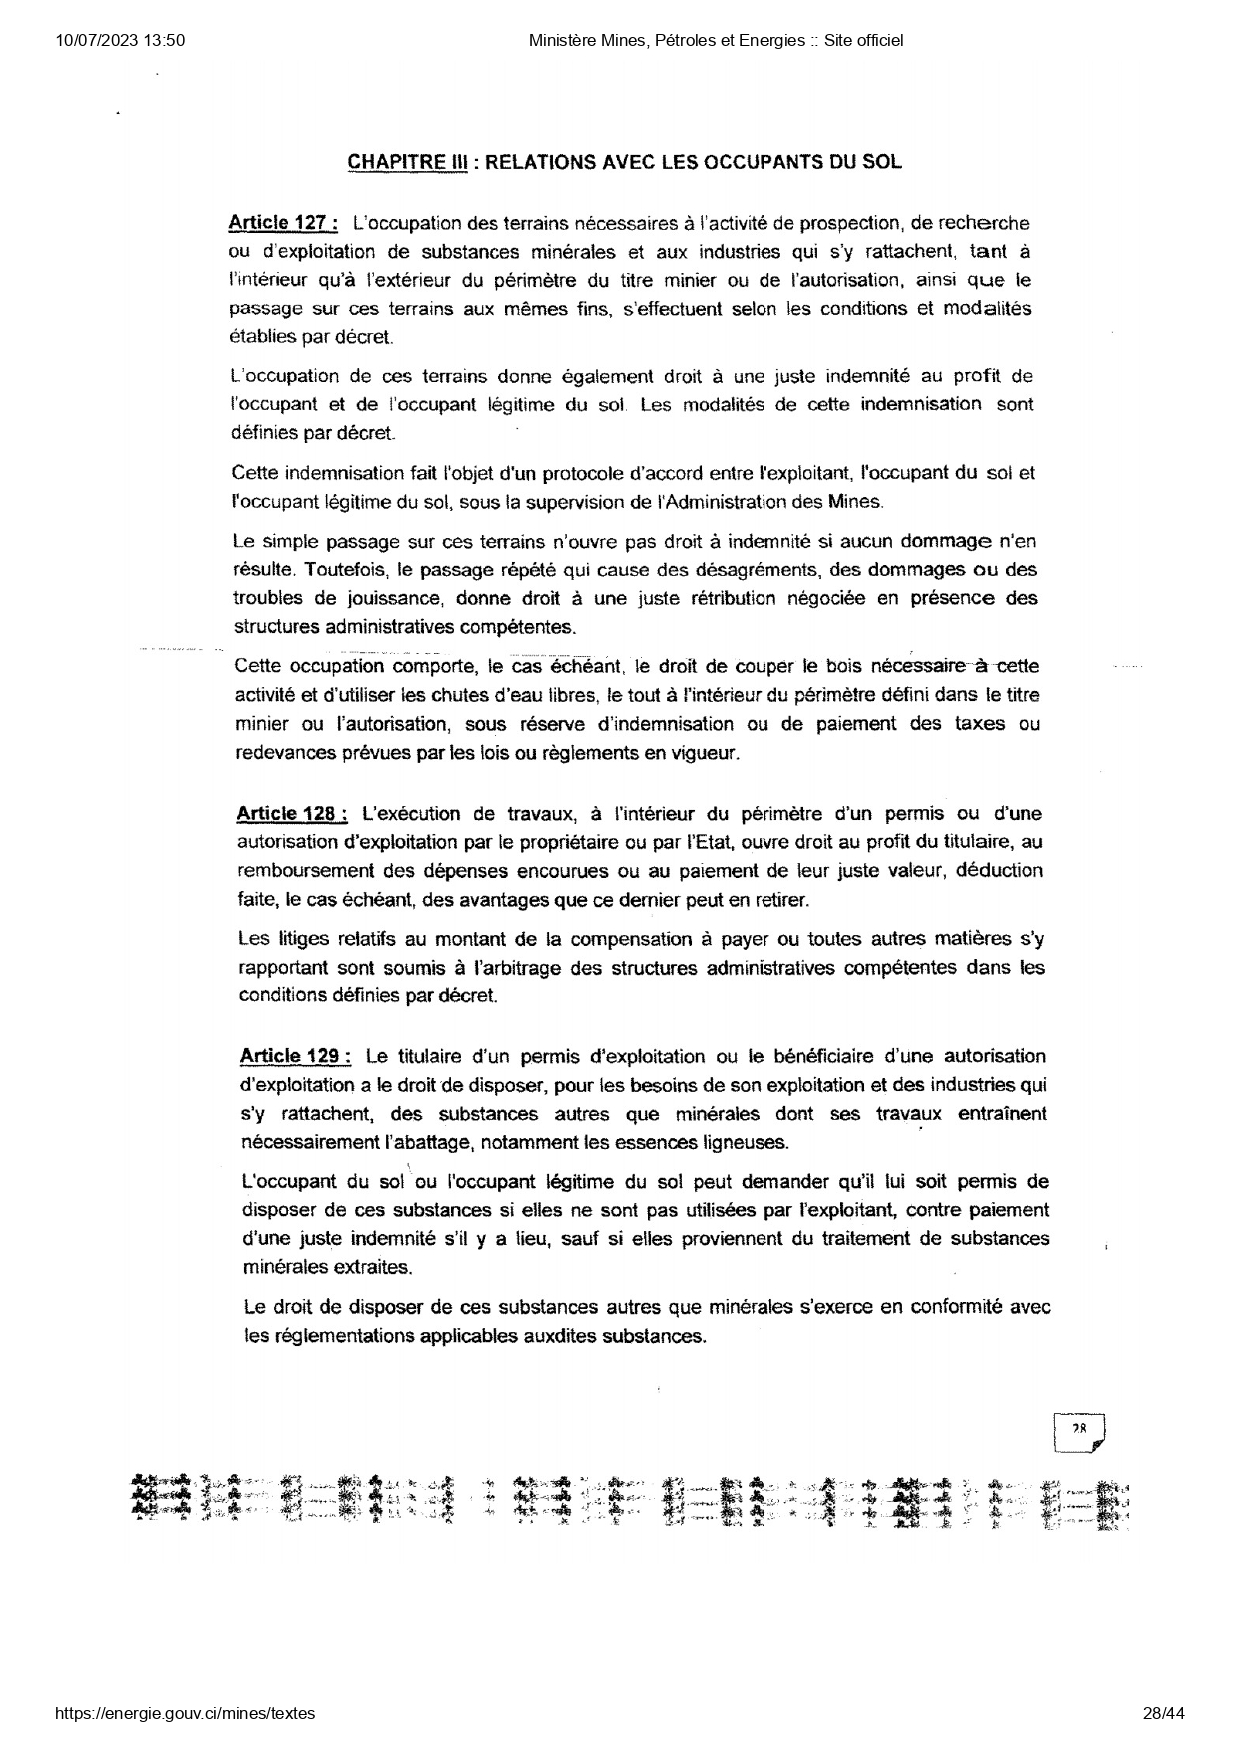 10/07/2023 13:50
Ministère Mines, Pétroles et Energies :: Site officiel
CHAPITRE III : RELATIONS AVEC LES OCCUPANTS DU SOL
Article 127 : L'occupation des terrains nécessaires à l'activité de prospection, de recherche
ou d'exploitation de substances minérales et aux industries qui s'y rattachent, tant à
l'intérieur qu'à l'extérieur du périmètre du titre minier ou de l'autorisation, ainsi que le
passage sur ces terrains aux mêmes fins, s'effectuent selon les conditions et modalités
établies par décret.
L'occupation de ces terrains donne également droit à une juste indemnité au profit de
l'occupant et de l'occupant légitime du sol. Les modalités de cette indemnisation sont
définies par décret.
Cette indemnisation fait l'objet d'un protocole d'accord entre l'exploitant, l'occupant du sol et
l'occupant légitime du sol, sous la supervision de l'Administration des Mines.
Le simple passage sur ces terrains n'ouvre pas droit à indemnité si aucun dommage n'en
résulte. Toutefois, le passage répété qui cause des désagréments, des dommages ou des
troubles de jouissance, donne droit à une juste rétribution négociée en présence des
structures administratives compétentes.
Cette occupation comporte, le cas échéant, le droit de couper le bois nécessaire à cette
activité et d'utiliser les chutes d'eau libres, le tout à l'intérieur du périmètre défini dans le titre
minier ou l'autorisation, sous réserve d'indemnisation ou de paiement des taxes ou
redevances prévues par les lois ou règlements en vigueur.
Article 128 : L'exécution de travaux, à l'intérieur du périmètre d'un permis ou d'une
autorisation d'exploitation par le propriétaire ou par l'Etat, ouvre droit au profit du titulaire, au
remboursement des dépenses encourues ou au paiement de leur juste valeur, déduction
faite, le cas échéant, des avantages que ce dernier peut en retirer.
Les litiges relatifs au montant de la compensation à payer ou toutes autres matières s'y
rapportant sont soumis à l'arbitrage des structures administratives compétentes dans les
conditions définies par décret.
Article 129 : Le titulaire d'un permis d'exploitation ou le bénéficiaire d'une autorisation
d'exploitation a le droit de disposer, pour les besoins de son exploitation et des industries qui
s'y rattachent, des substances autres que minérales dont ses travaux entraînent
nécessairement l'abattage, notamment les essences ligneuses.
L'occupant du sol ou l'occupant légitime du sol peut demander qu'il lui soit permis de
disposer de ces substances si elles ne sont pas utilisées par l'exploitant, contre paiement
d'une juste indemnité s'il y a lieu, sauf si elles proviennent du traitement de substances
minérales extraites.
Le droit de disposer de ces substances autres que minérales s'exerce en conformité avec
les réglementations applicables auxdites substances.
28
https://energie.gouv.ci/mines/textes
28/44